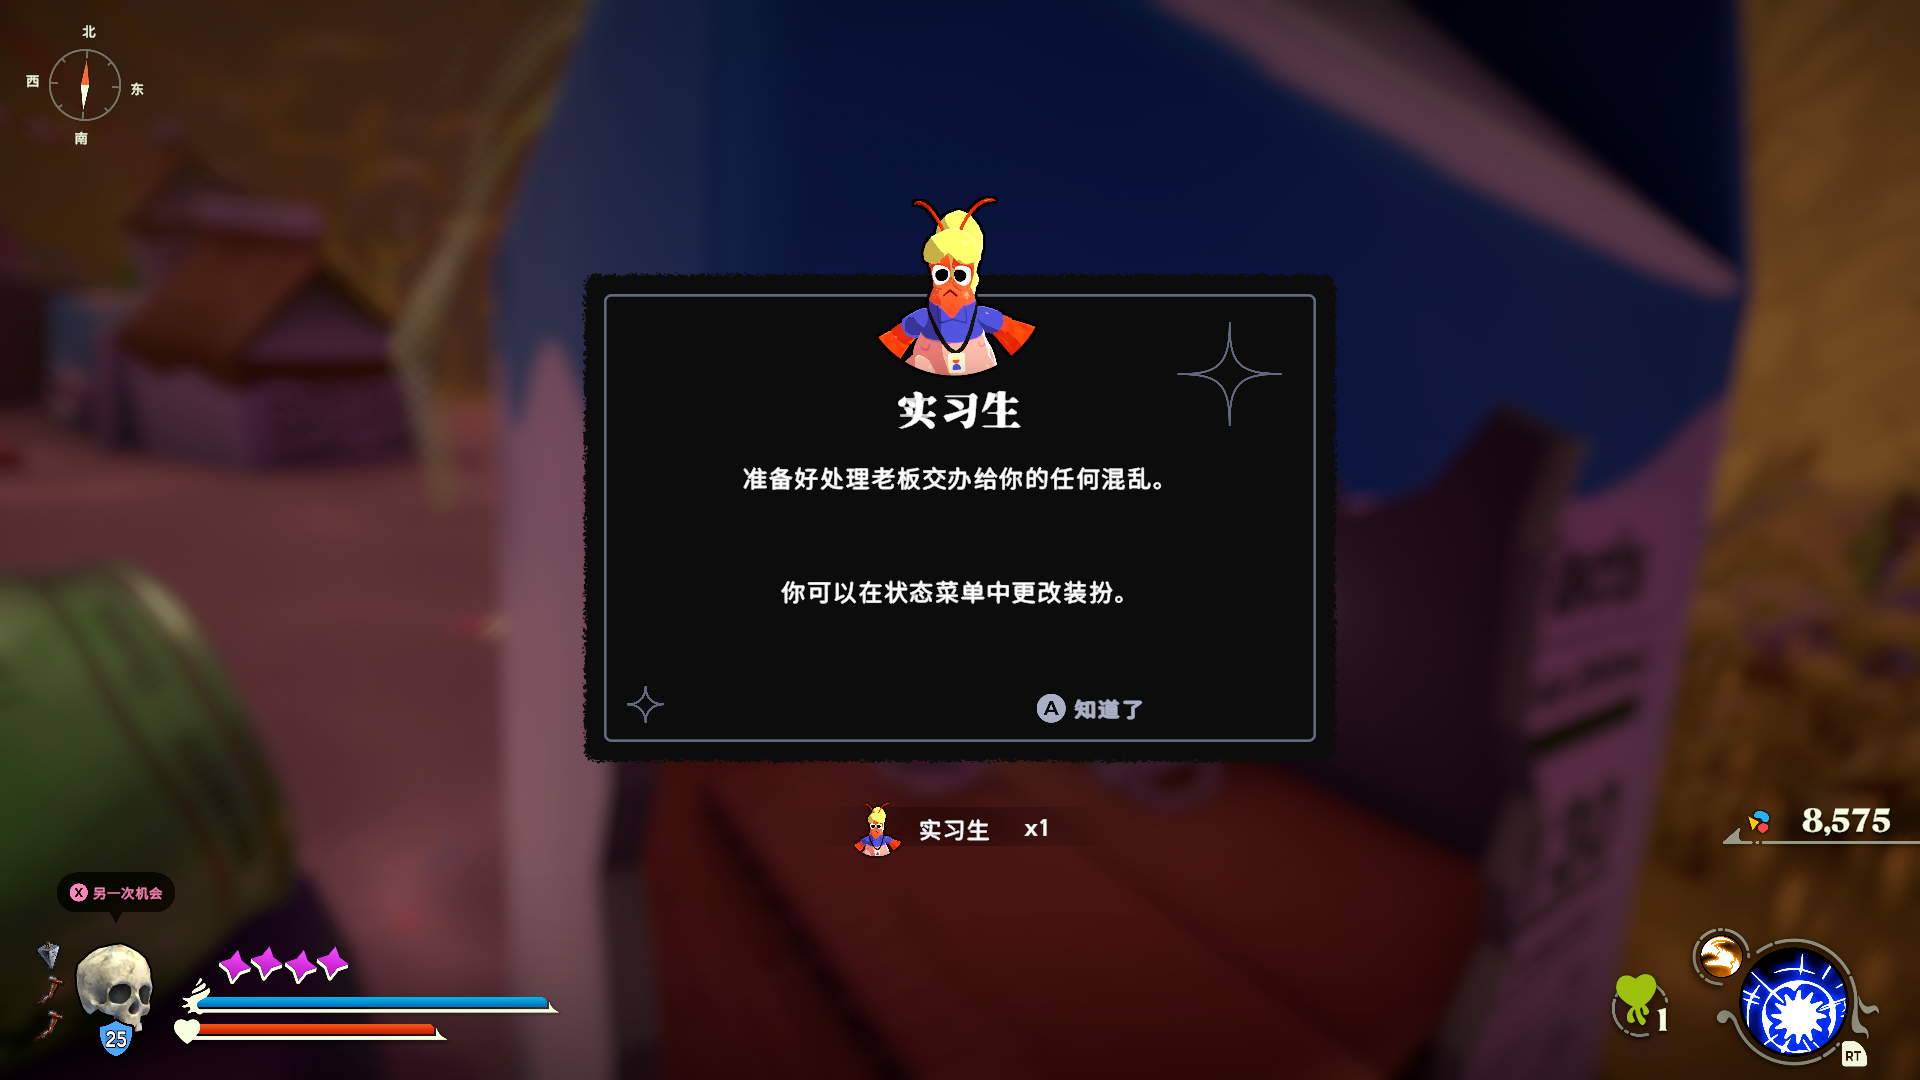 北
西
东
南
实习生
准备好处理老板交办给你的任何混乱。
你可以在状态菜单中更改装扮。
A 知道了
实习生 x1
8,575
X 另一次机会
25
1
RT